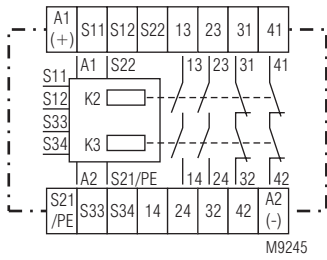 A1 (+) S11 S12 S22 13 23 31 41
A1 S22 13 23 31 41
S11
S12
S33
S34
K2
K3
A2 S21/PE 14 24 32 42
S21 /PE S33 S34 14 24 32 42 A2 (-)
M9245